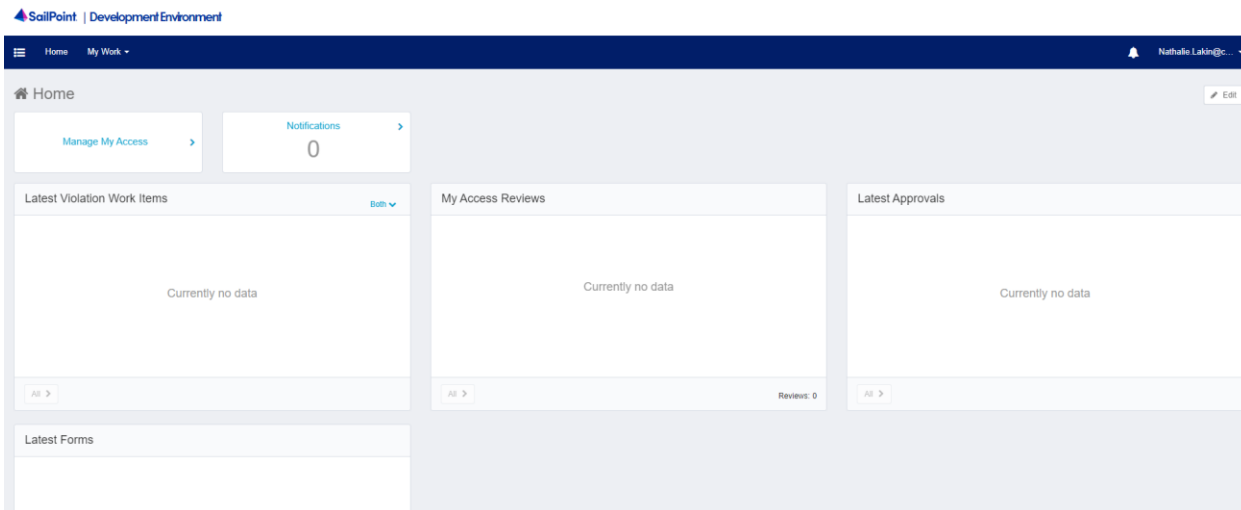 SailPoint | Development Environment
Home My Work Nathalie.Lakin@c...
Home
Edit
Manage My Access
Notifications
0
Latest Violation Work Items
Both
My Access Reviews
Latest Approvals
Currently no data
Currently no data
Currently no data
All
All
Reviews: 0
All
Latest Forms